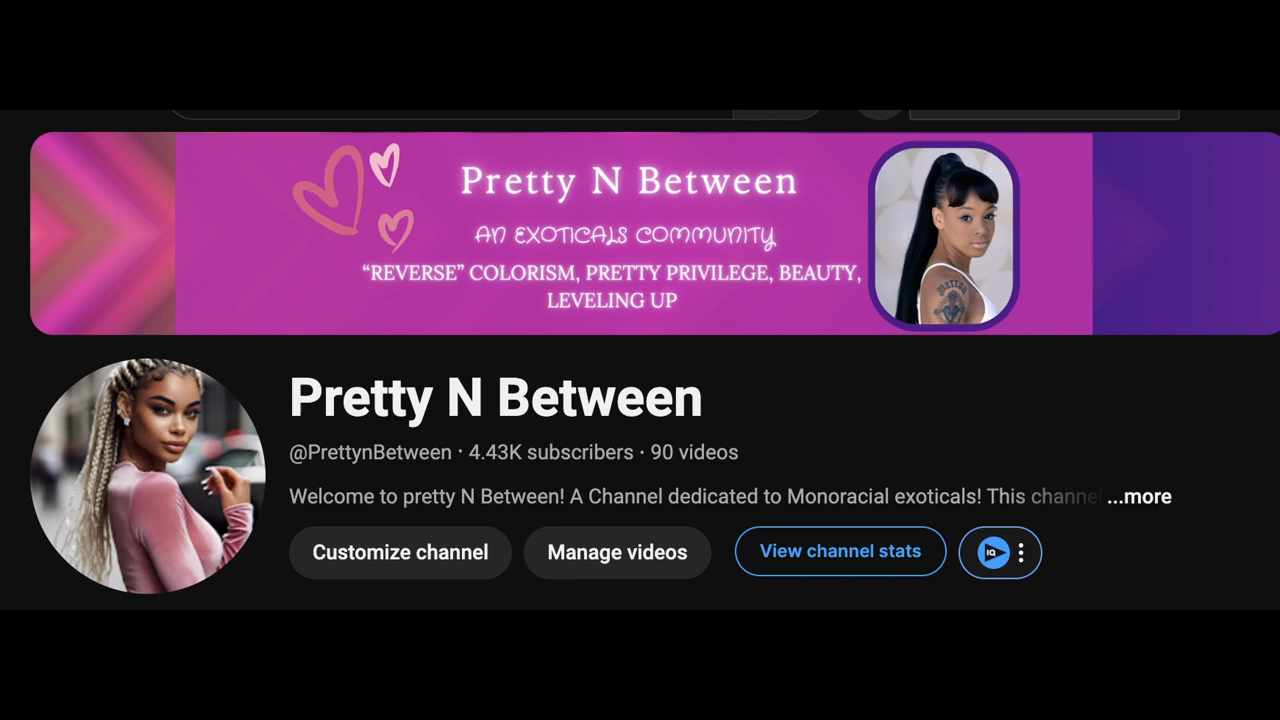 Pretty N Between
AN EXOTICALS COMMUNITY
“REVERSE” COLORISM, PRETTY PRIVILEGE, BEAUTY,
LEVELING UP
Pretty N Between
@PrettynBetween · 4.43K subscribers · 90 videos
Welcome to pretty N Between! A Channel dedicated to Monoracial exoticals! This channel ...more
Customize channel
Manage videos
View channel stats
IQ